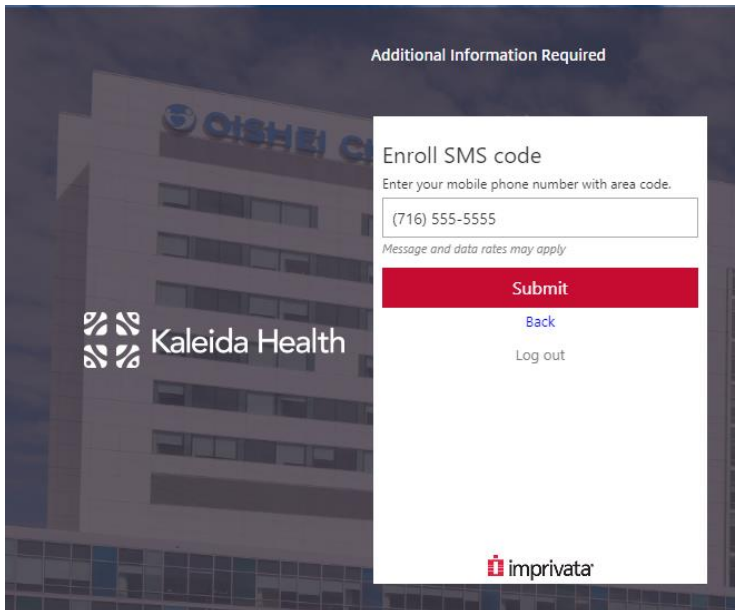 Additional Information Required
OISHEI
Enroll SMS code
Enter your mobile phone number with area code.
(716) 555-5555
Message and data rates may apply
Submit
Back
Log out
Kaleida Health
imprivata